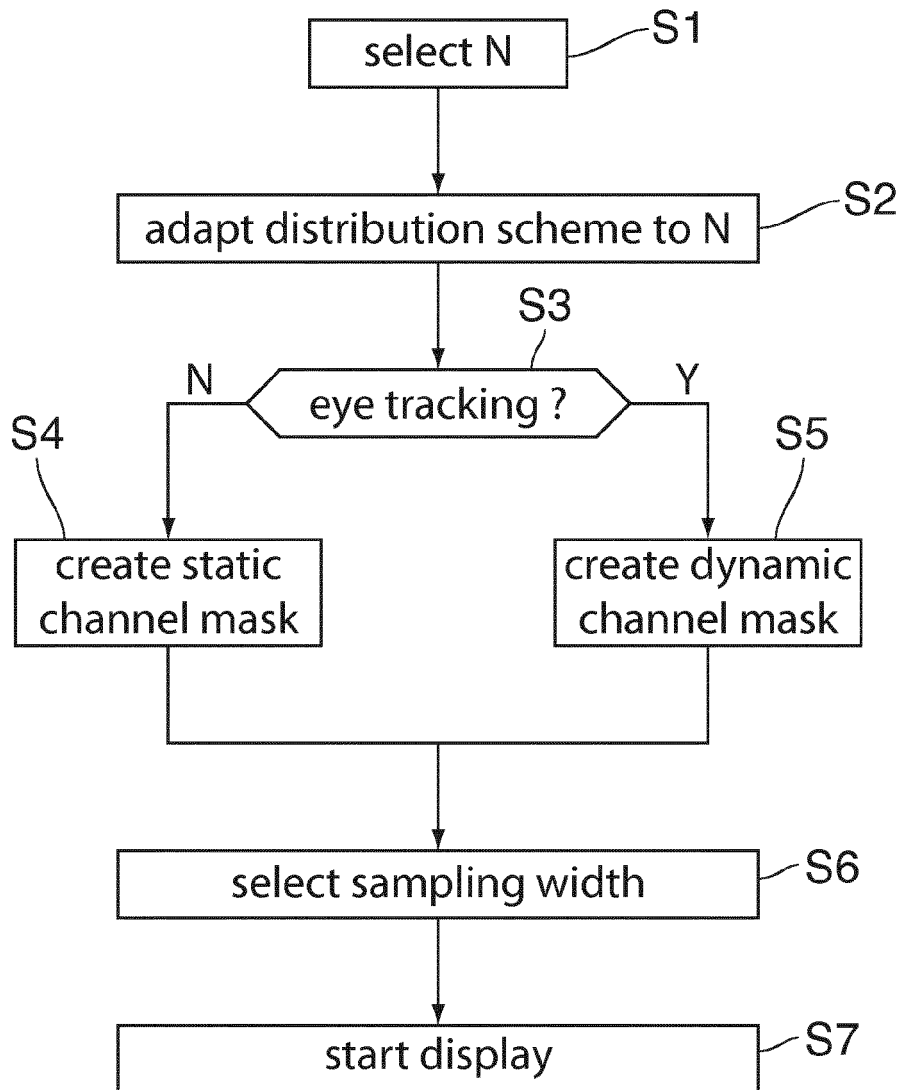 select N
S1
adapt distribution scheme to N
S2
S3
N
eye tracking ?
Y
S4
S5
create static
channel mask
create dynamic
channel mask
select sampling width
S6
start display
S7